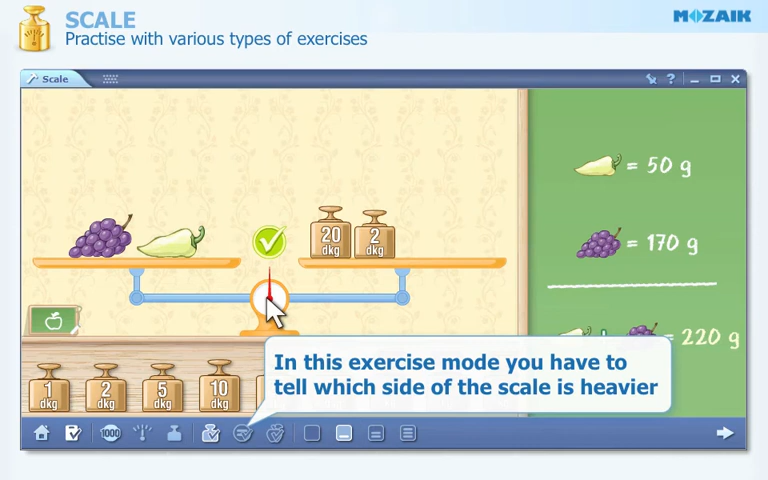 SCALE
Practise with various types of exercises
MOZAIK
Scale
?
20 dkg
2 dkg
= 50 g
= 170 g
+ = 220 g
1 dkg
2 dkg
5 dkg
10 dkg
In this exercise mode you have to
tell which side of the scale is heavier
1000